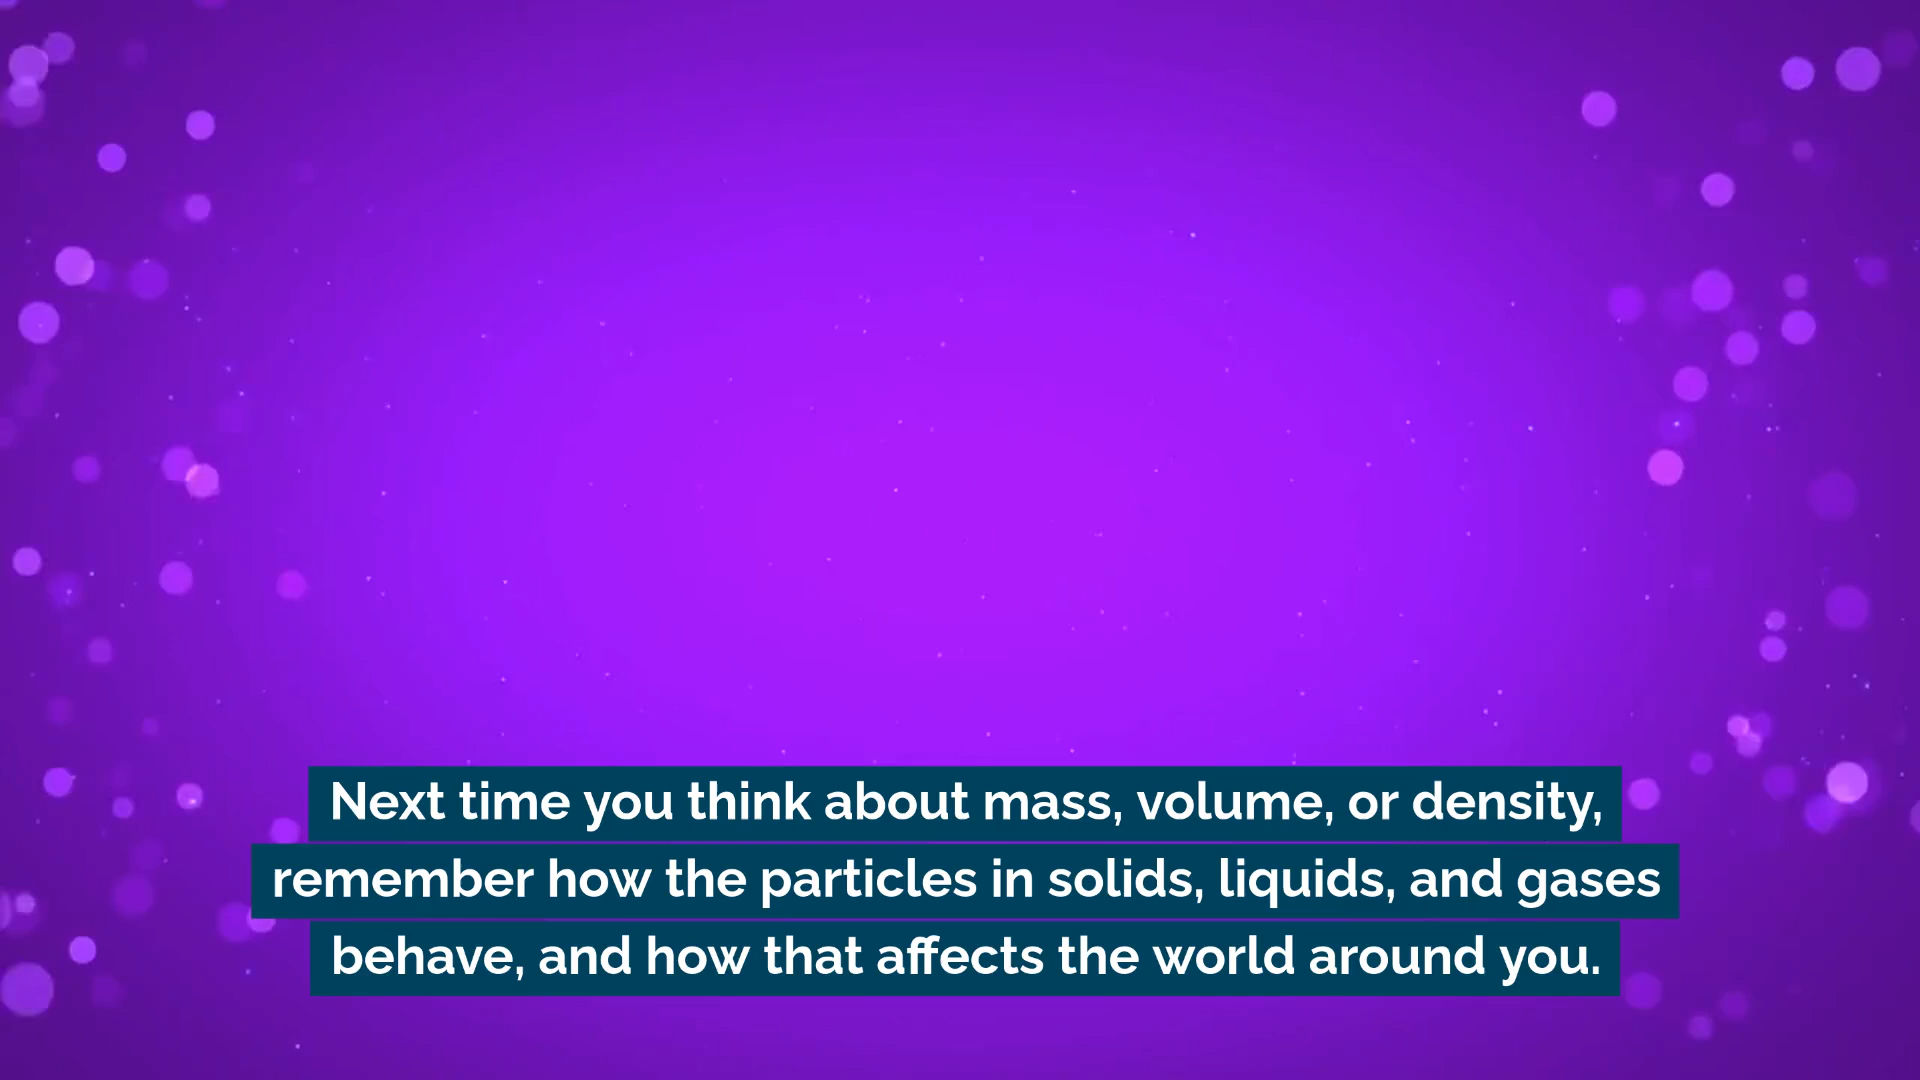 Next time you think about mass, volume, or density,
remember how the particles in solids, liquids, and gases
behave, and how that affects the world around you.